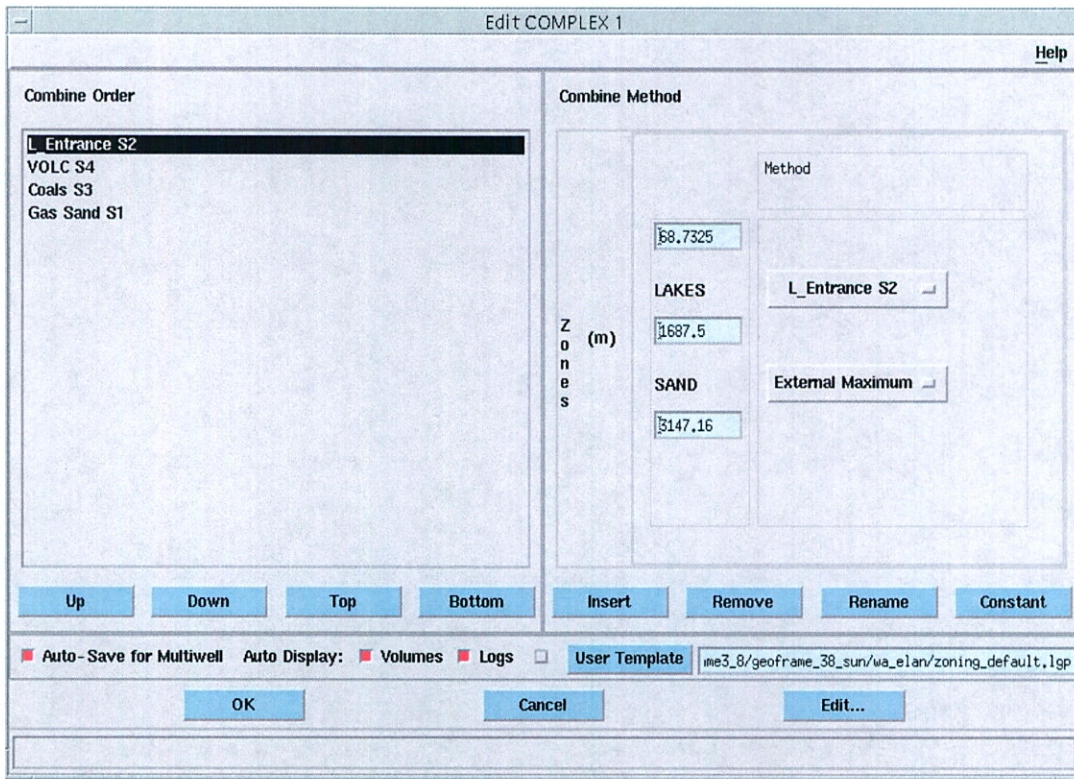 Edit COMPLEX 1
Help
Combine Order
L_Entrance S2
VOLC S4
Coals S3
Gas Sand S1
Up
Down
Top
Bottom
Combine Method
Method
68.7325
LAKES
L_Entrance S2
1687.5
Zones
(m)
SAND
External Maximum
3147.16
Insert
Remove
Rename
Constant
Auto-Save for Multiwell
Auto Display:
Volumes
Logs
User Template
me3_8/geoframe_38_sun/wa_elan/zoning_default.lgp
OK
Cancel
Edit...